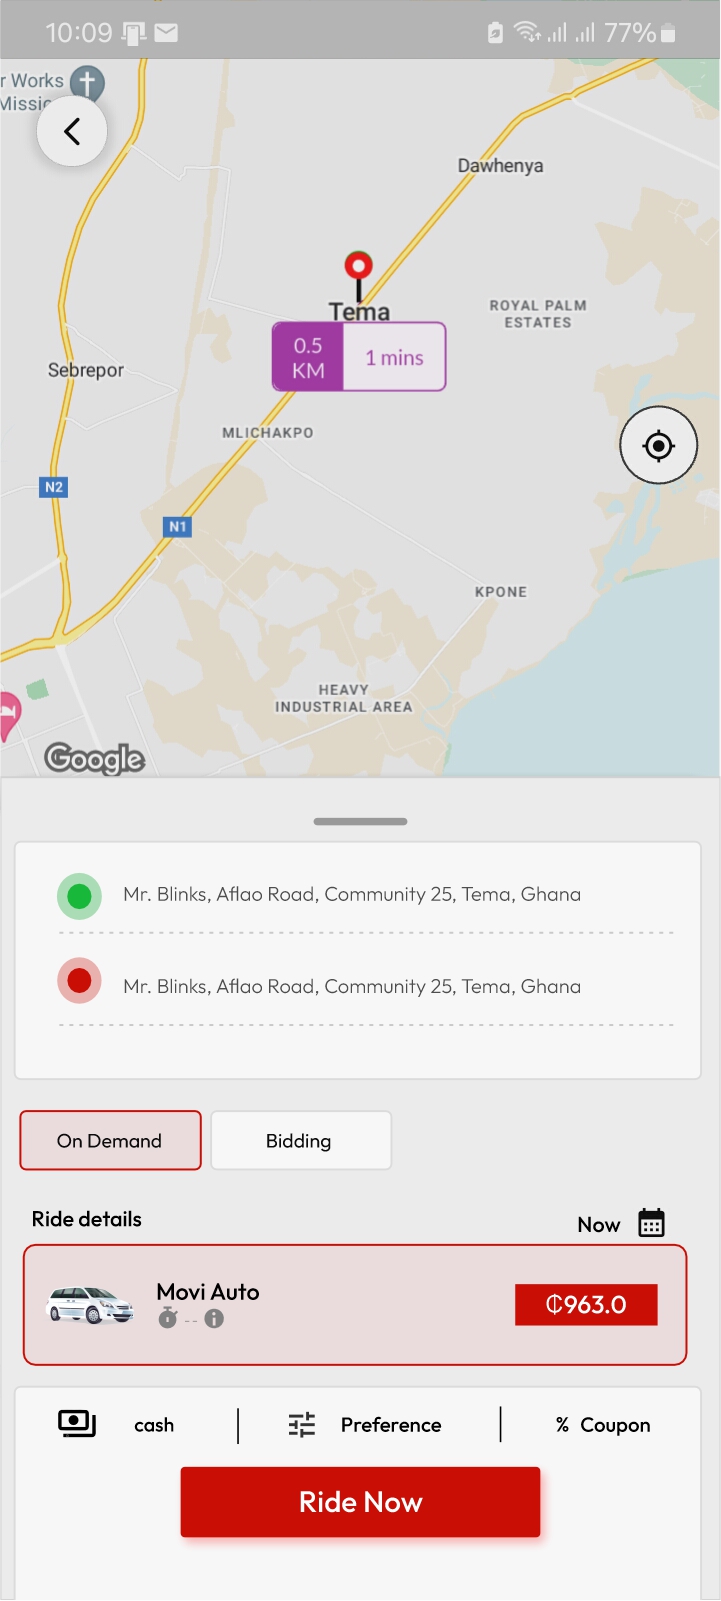 10:09
77%
r Works
Missic
Dawhenya
Tema
ROYAL PALM
ESTATES
0.5
KM
1 mins
Sebrepor
MLICHAKPO
N2
N1
KPONE
HEAVY
INDUSTRIAL AREA
Google
Mr. Blinks, Aflao Road, Community 25, Tema, Ghana
Mr. Blinks, Aflao Road, Community 25, Tema, Ghana
On Demand
Bidding
Ride details
Now
Movi Auto
--
₵963.0
cash
Preference
% Coupon
Ride Now